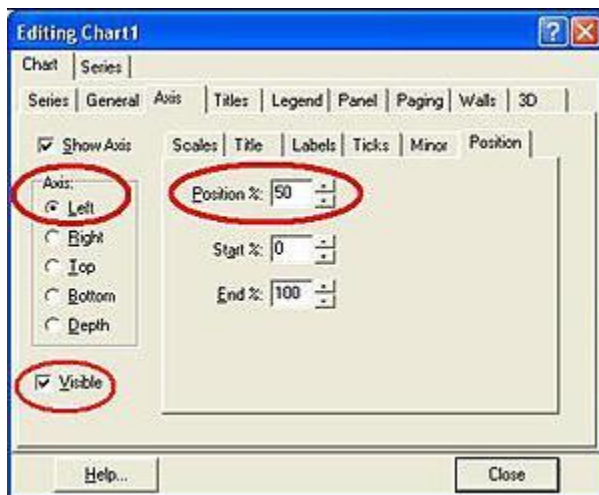 Editing Chart1
Chart Series
Series General Axis Titles Legend Panel Paging Walls 3D
Show Axis
Scales Title Labels Ticks Minor Position
Axis:
Left
Right
Top
Bottom
Depth
Position %: 50
Start %: 0
End %: 100
Visible
Help...
Close